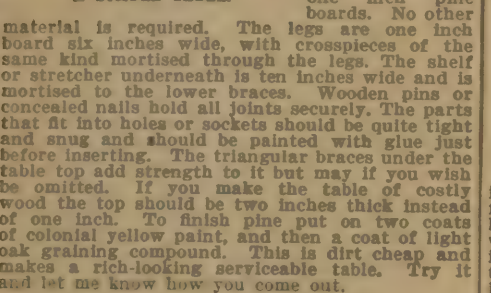 one inch pine
boards. No other
material is required. The legs are one inch
board six inches wide, with crosspieces of the
same kind mortised through the legs. The shelf
or stretcher underneath is ten inches wide and is
mortised to the lower braces. Wooden pins or
concealed nails hold all joints securely. The parts
that fit into holes or sockets should be quite tight
and snug and should be painted with glue just
before inserting. The triangular braces under the
table top add strength to it but may if you wish
be omitted. If you make the table of costly
wood the top should be two inches thick instead
of one inch. To finish pine put on two coats
of colonial yellow paint, and then a coat of light
oak graining compound. This is dirt cheap and
makes a rich-looking serviceable table. Try it
and let me know how you come out.